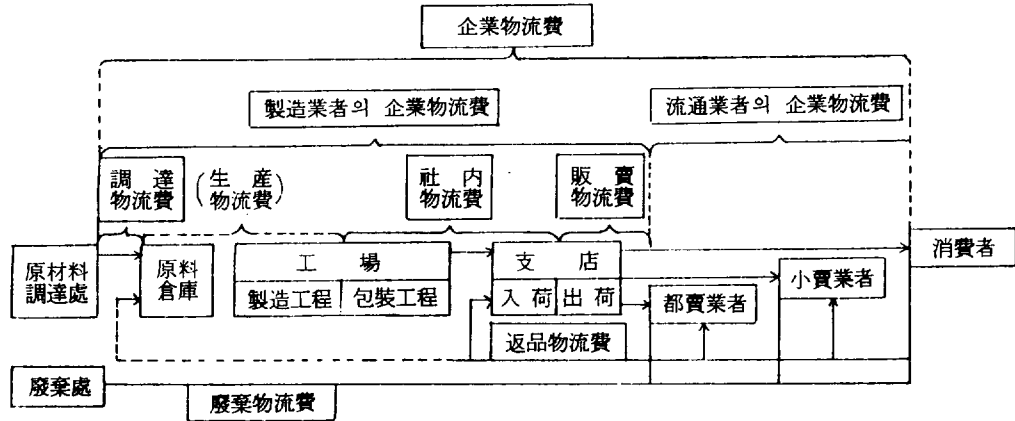 企業物流費
製造業者의 企業物流費
流通業者의 企業物流費
調達
物流費
(生産
物流費)
社內
物流費
販賣
物流費
原材料
調達處
原料
倉庫
工場
製造工程
包裝工程
支店
入荷
出荷
都賣業者
小賣業者
消費者
返品物流費
廢棄處
廢棄物流費